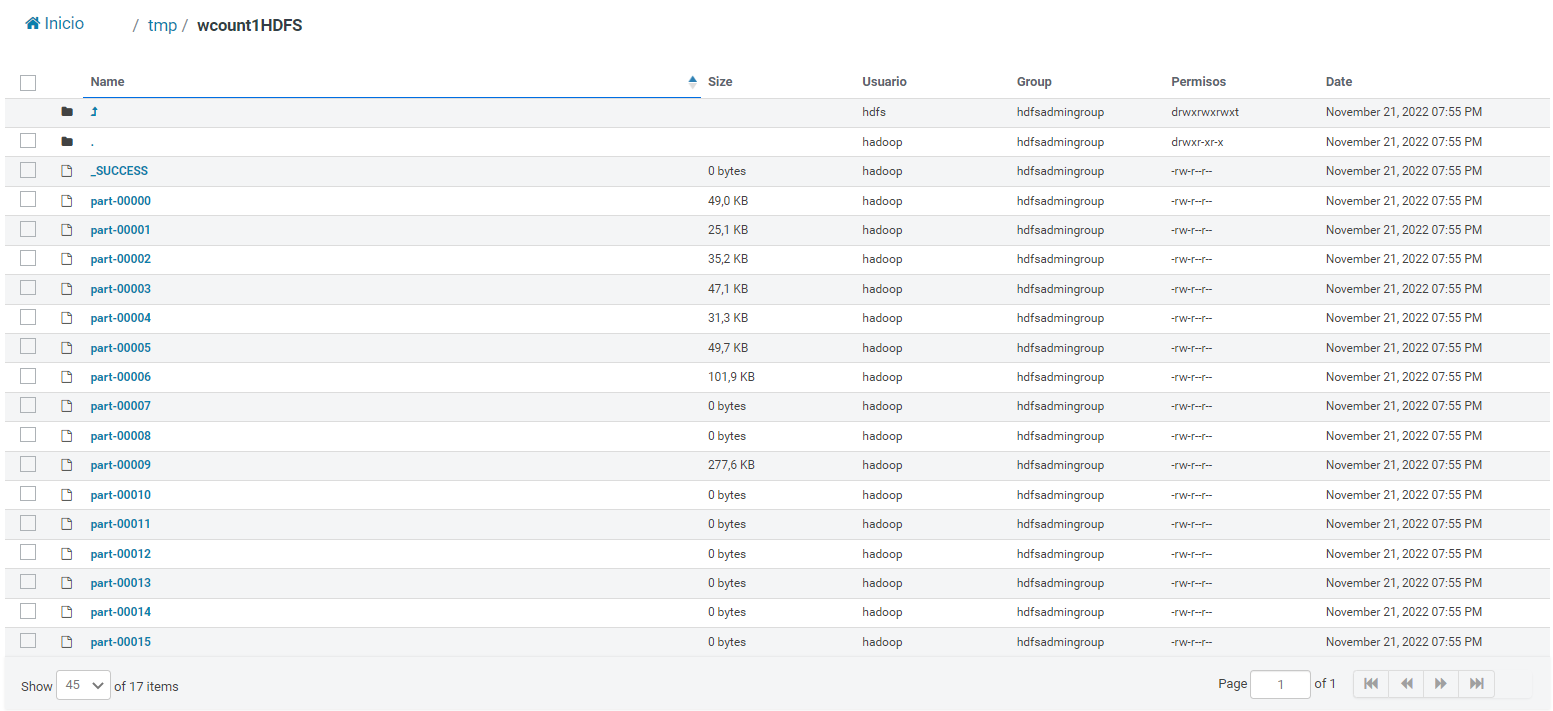 Inicio / tmp / wcount1HDFS
Name Size Usuario Group Permisos Date
hdfs hdfsadmingroup drwxrwxrwxt November 21, 2022 07:55 PM
. hadoop hdfsadmingroup drwxr-xr-x November 21, 2022 07:55 PM
_SUCCESS 0 bytes hadoop hdfsadmingroup -rw-r--r-- November 21, 2022 07:55 PM
part-00000 49,0 KB hadoop hdfsadmingroup -rw-r--r-- November 21, 2022 07:55 PM
part-00001 25,1 KB hadoop hdfsadmingroup -rw-r--r-- November 21, 2022 07:55 PM
part-00002 35,2 KB hadoop hdfsadmingroup -rw-r--r-- November 21, 2022 07:55 PM
part-00003 47,1 KB hadoop hdfsadmingroup -rw-r--r-- November 21, 2022 07:55 PM
part-00004 31,3 KB hadoop hdfsadmingroup -rw-r--r-- November 21, 2022 07:55 PM
part-00005 49,7 KB hadoop hdfsadmingroup -rw-r--r-- November 21, 2022 07:55 PM
part-00006 101,9 KB hadoop hdfsadmingroup -rw-r--r-- November 21, 2022 07:55 PM
part-00007 0 bytes hadoop hdfsadmingroup -rw-r--r-- November 21, 2022 07:55 PM
part-00008 0 bytes hadoop hdfsadmingroup -rw-r--r-- November 21, 2022 07:55 PM
part-00009 277,6 KB hadoop hdfsadmingroup -rw-r--r-- November 21, 2022 07:55 PM
part-00010 0 bytes hadoop hdfsadmingroup -rw-r--r-- November 21, 2022 07:55 PM
part-00011 0 bytes hadoop hdfsadmingroup -rw-r--r-- November 21, 2022 07:55 PM
part-00012 0 bytes hadoop hdfsadmingroup -rw-r--r-- November 21, 2022 07:55 PM
part-00013 0 bytes hadoop hdfsadmingroup -rw-r--r-- November 21, 2022 07:55 PM
part-00014 0 bytes hadoop hdfsadmingroup -rw-r--r-- November 21, 2022 07:55 PM
part-00015 0 bytes hadoop hdfsadmingroup -rw-r--r-- November 21, 2022 07:55 PM
Show 45 of 17 items Page 1 of 1